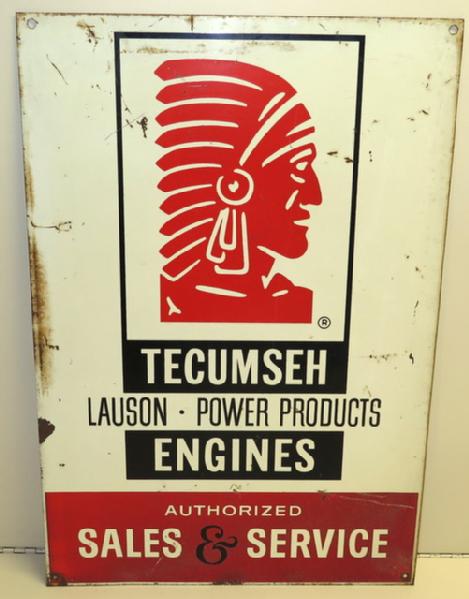 ®
TECUMSEH
LAUSON · POWER PRODUCTS
ENGINES
AUTHORIZED
SALES & SERVICE